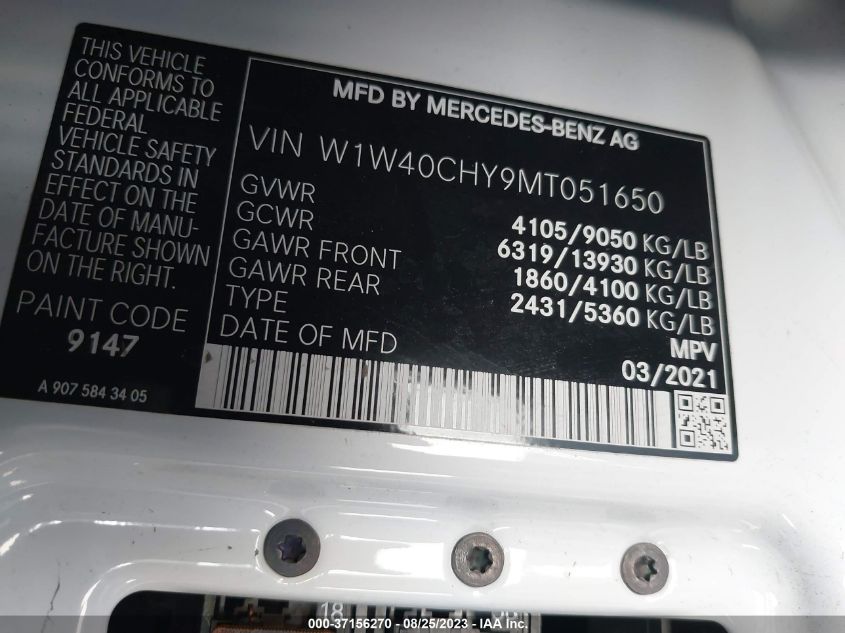 THIS VEHICLE
CONFORMS TO
ALL APPLICABLE
FEDERAL
VEHICLE SAFETY
STANDARDS IN
EFFECT ON THE
DATE OF MANU-
FACTURE SHOWN
ON THE RIGHT.
PAINT CODE
9147
A 907 584 34 05
MFD BY MERCEDES-BENZ AG
VIN W1W40CHY9MT051650
GVWR 4105/9050 KG/LB
GCWR 6319/13930 KG/LB
GAWR FRONT 1860/4100 KG/LB
GAWR REAR 2431/5360 KG/LB
TYPE MPV
DATE OF MFD 03/2021
18
000-37156270 - 08/25/2023 - IAA Inc.